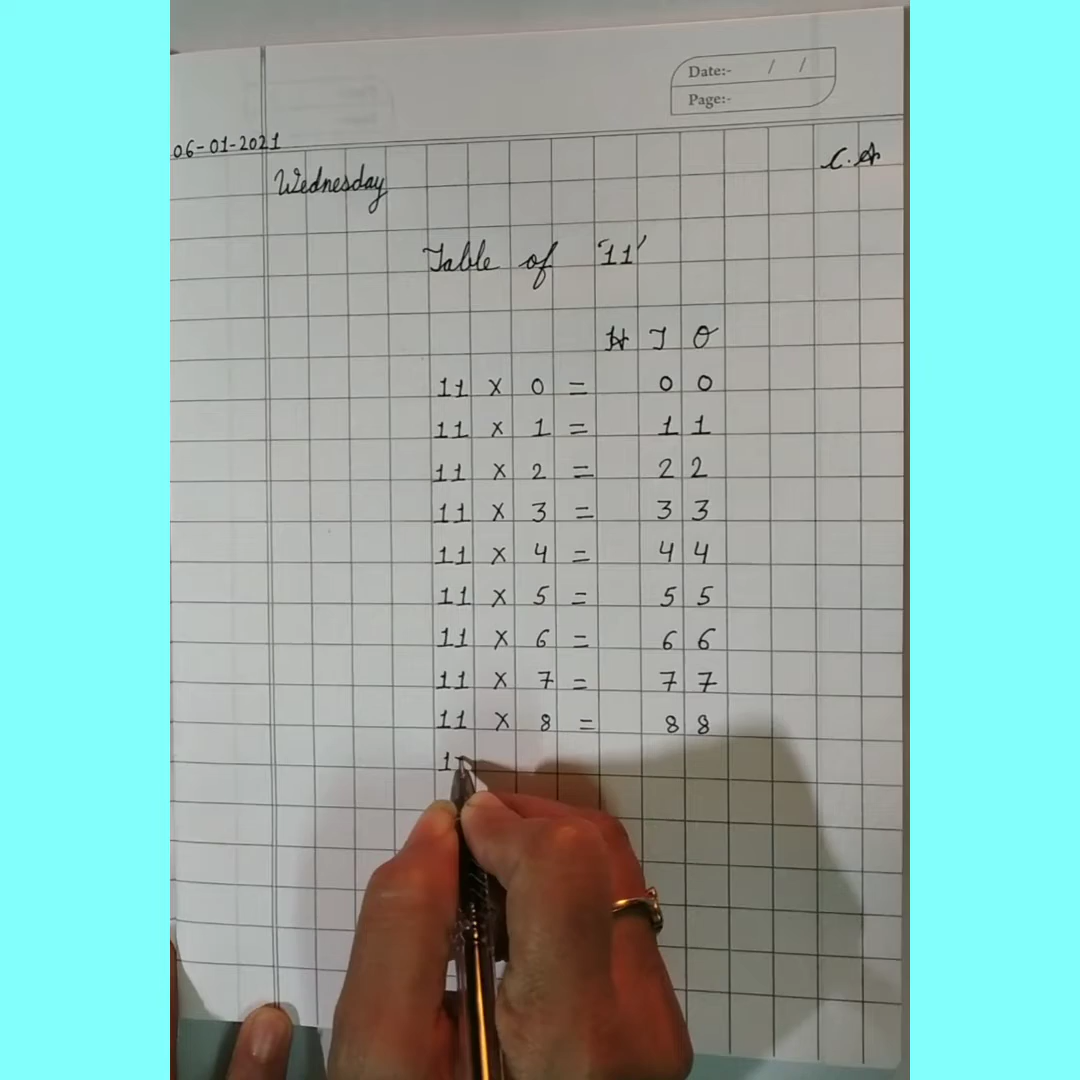 Date:- / /
Page:-
06-01-2021
C.A.
Wednesday
Table of '11'
H T O
11 x 0 = 0 0
11 x 1 = 1 1
11 x 2 = 2 2
11 x 3 = 3 3
11 x 4 = 4 4
11 x 5 = 5 5
11 x 6 = 6 6
11 x 7 = 7 7
11 x 8 = 8 8
11